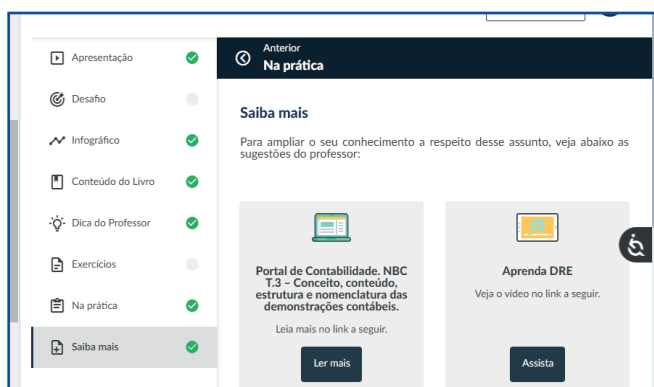 Apresentação
Desafio
Infográfico
Conteúdo do Livro
Dica do Professor
Exercícios
Na prática
Saiba mais
Anterior
Na prática
Saiba mais
Para ampliar o seu conhecimento a respeito desse assunto, veja abaixo as
sugestões do professor:
Portal de Contabilidade. NBC
T.3 – Conceito, conteúdo,
estrutura e nomenclatura das
demonstrações contábeis.
Leia mais no link a seguir.
Ler mais
Aprenda DRE
Veja o vídeo no link a seguir.
Assista